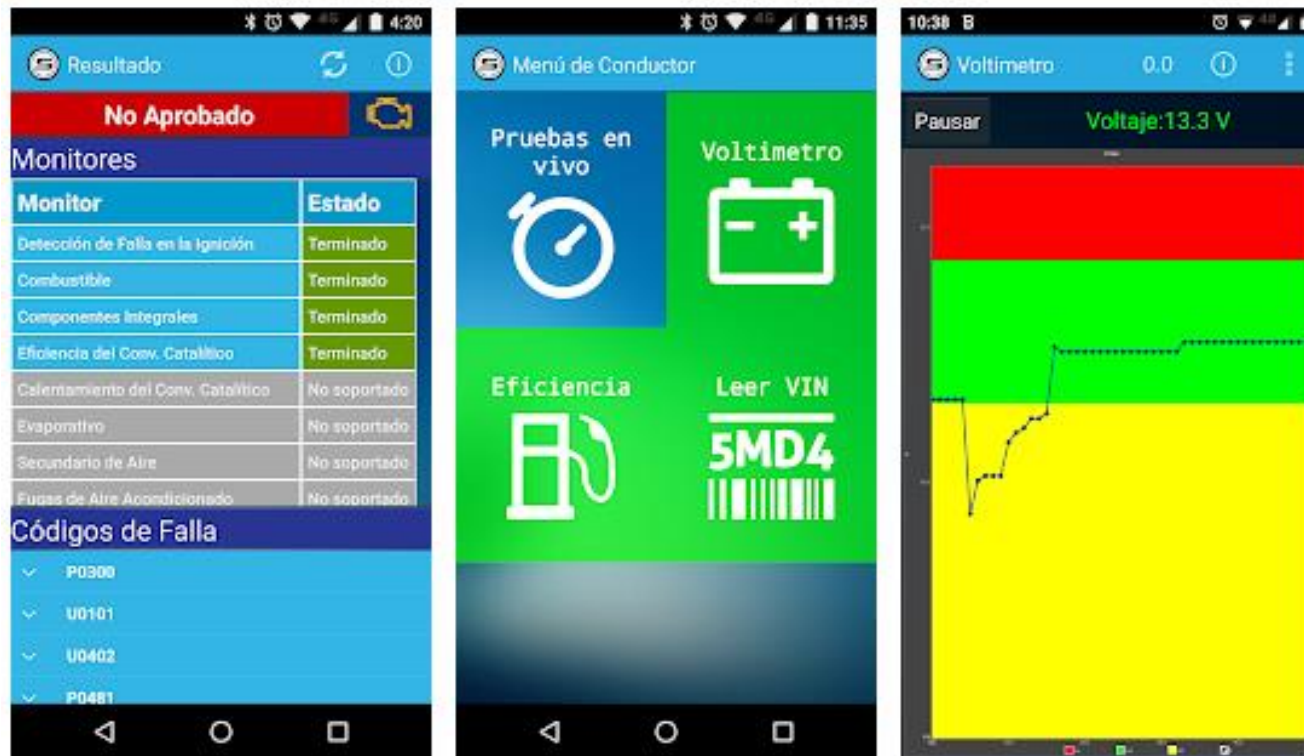 4G 4:20
Resultado
No Aprobado
Monitores
Monitor Estado
Detección de Falla en la Ignición Terminado
Combustible Terminado
Componentes Integrales Terminado
Eficiencia del Conv. Catalítico Terminado
Calentamiento del Conv. Catalítico No soportado
Evaporativo No soportado
Secundario de Aire No soportado
Fugas de Aire Acondicionado No soportado
Códigos de Falla
P0300
U0101
U0402
P0481
4G 11:35
Menú de Conductor
Pruebas en
vivo
Voltimetro
Eficiencia
Leer VIN
5MD4
10:38 B 4G
Voltimetro 0.0
Pausar Voltaje:13.3 V